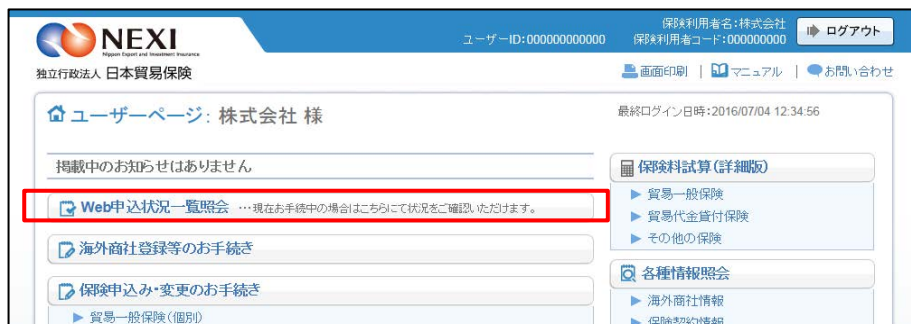 NEXI
Nippon Export and Investment Insurance
独立行政法人 日本貿易保険
ユーザーID:000000000000
保険利用者名:株式会社
保険利用者コード:000000000
ログアウト
画面印刷 | マニュアル | お問い合わせ
ユーザーページ: 株式会社 様
最終ログイン日時:2016/07/04 12:34:56
掲載中のお知らせはありません
Web申込状況一覧照会 …現在お手続中の場合はこちらにて状況をご確認いただけます。
海外商社登録等のお手続き
保険申込み・変更のお手続き
貿易一般保険(個別)
保険料試算(詳細版)
貿易一般保険
貿易代金貸付保険
その他の保険
各種情報照会
海外商社情報
保険契約情報